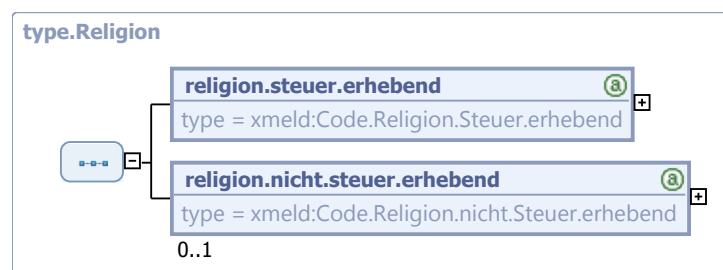 type.Religion
religion.steuer.erhebend
type = xmeld:Code.Religion.Steuer.erhebend
religion.nicht.steuer.erhebend
type = xmeld:Code.Religion.nicht.Steuer.erhebend
0..1